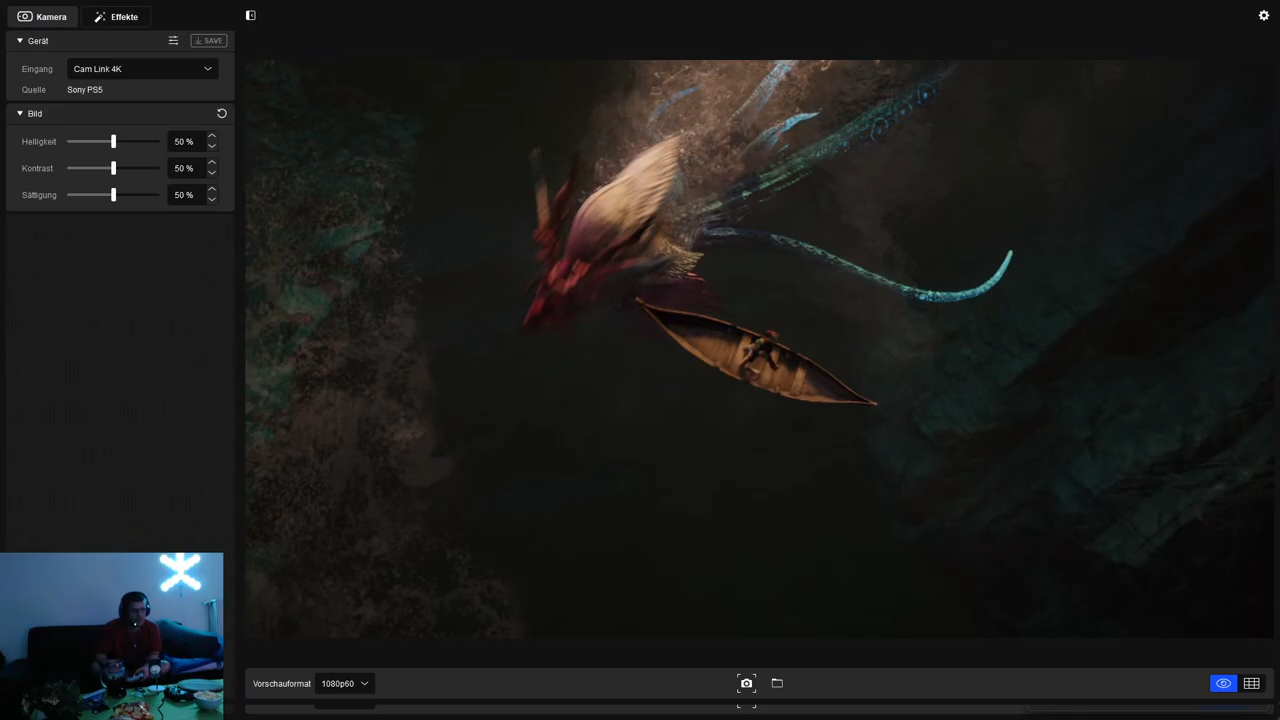 Kamera
Effekte
Gerät
SAVE
Eingang
Cam Link 4K
Quelle
Sony PS5
Bild
Helligkeit
50 %
Kontrast
50 %
Sättigung
50 %
Vorschauformat
1080p60